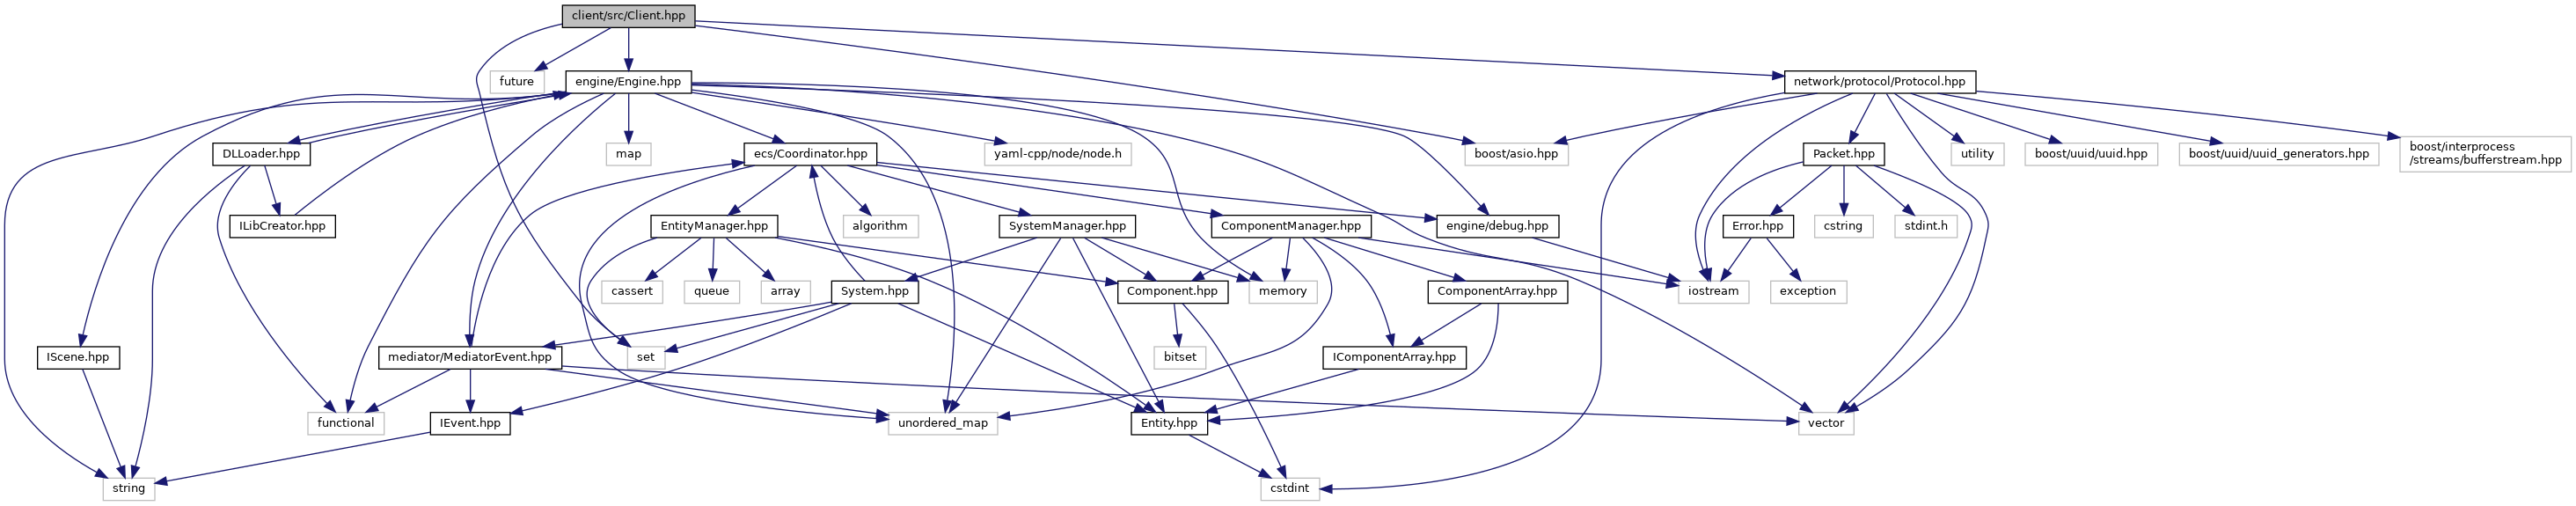 client/src/Client.hpp
future
engine/Engine.hpp
network/protocol/Protocol.hpp
DLLoader.hpp
map
ecs/Coordinator.hpp
yaml-cpp/node/node.h
boost/asio.hpp
Packet.hpp
utility
boost/uuid/uuid.hpp
boost/uuid/uuid_generators.hpp
boost/interprocess
/streams/bufferstream.hpp
ILibCreator.hpp
EntityManager.hpp
algorithm
SystemManager.hpp
ComponentManager.hpp
engine/debug.hpp
Error.hpp
cstring
stdint.h
cassert
queue
array
System.hpp
Component.hpp
memory
ComponentArray.hpp
iostream
exception
IScene.hpp
mediator/MediatorEvent.hpp
set
bitset
IComponentArray.hpp
functional
IEvent.hpp
unordered_map
Entity.hpp
vector
string
cstdint